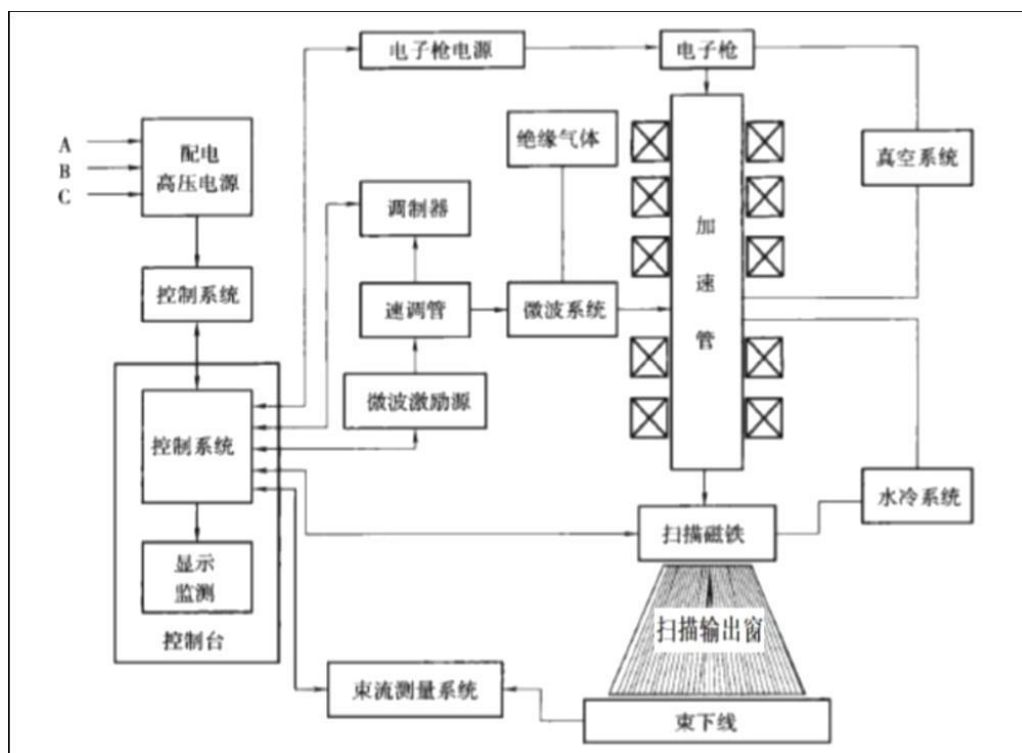 电子枪电源
电子枪
A
B
C
配电
高压电源
绝缘气体
真空系统
调制器
加
速
管
控制系统
速调管
微波系统
微波激励源
控制系统
水冷系统
扫描磁铁
显示
监测
扫描输出窗
控制台
束流测量系统
束下线